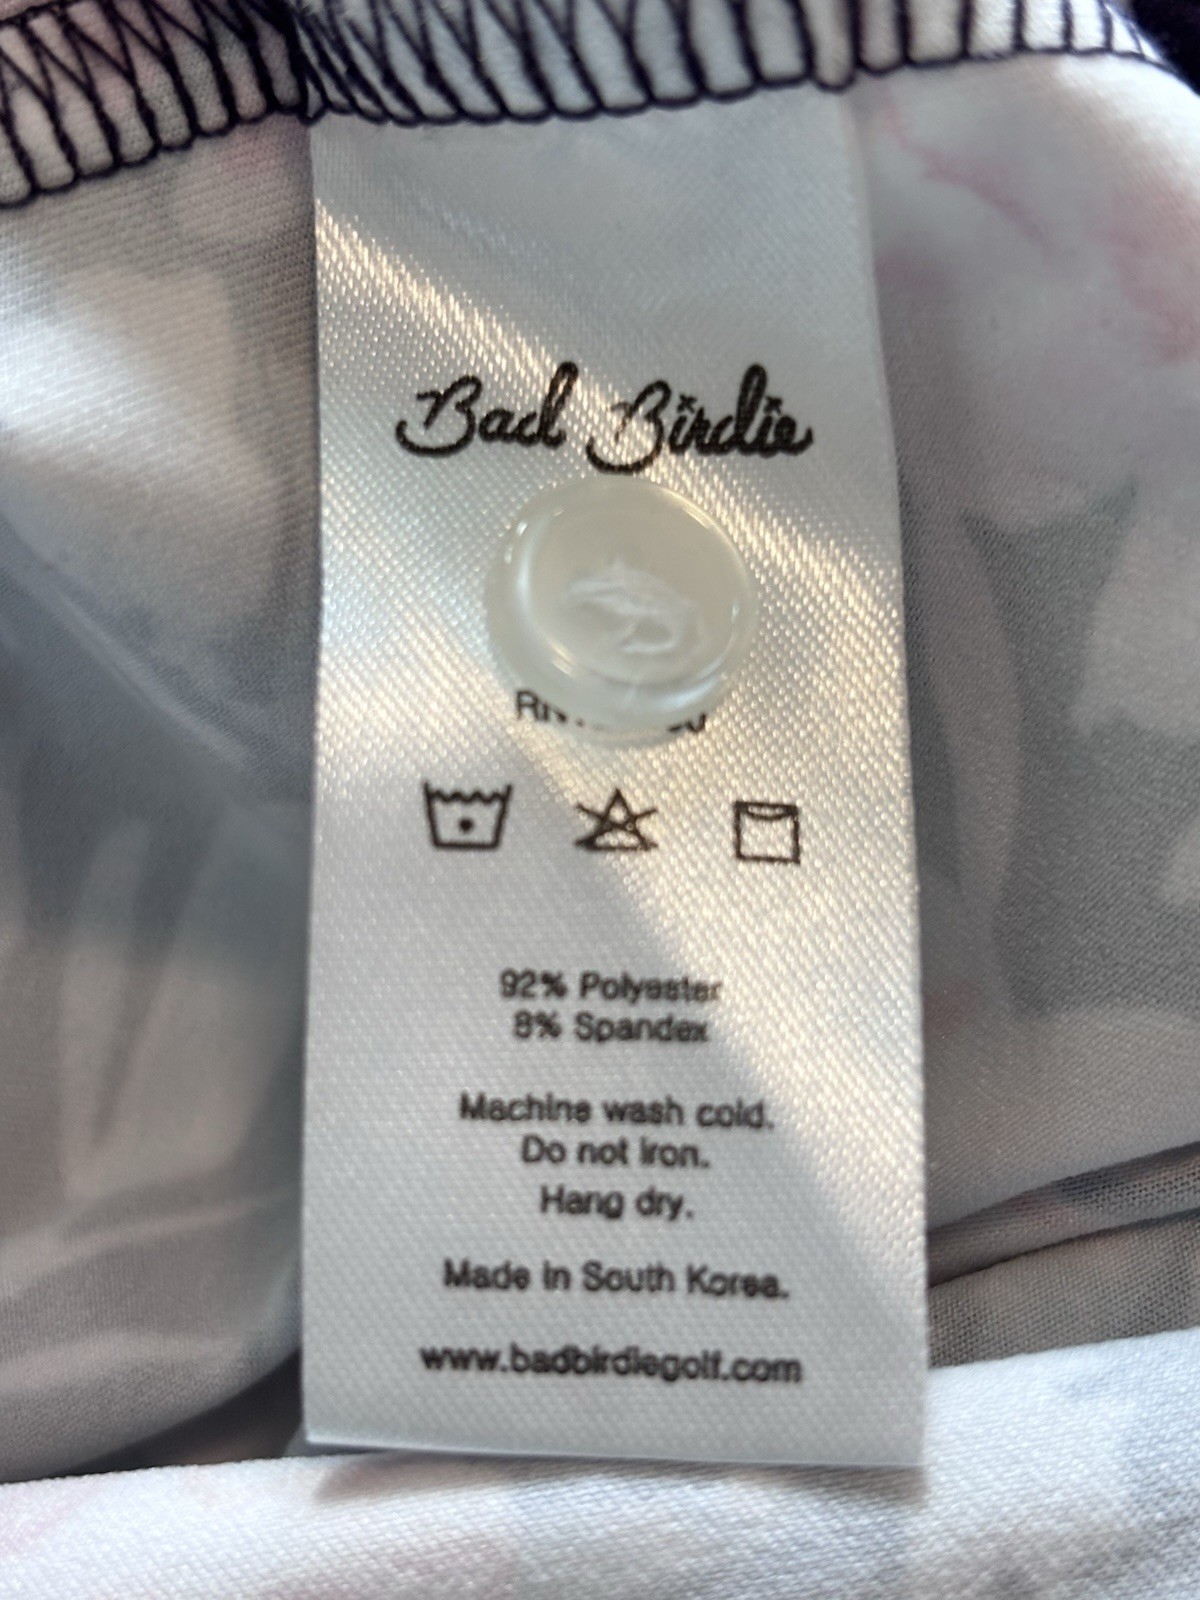 Bad Birdie
92% Polyester
8% Spandex
Machine wash cold.
Do not iron.
Hang dry.
Made in South Korea.
www.badbirdiegolf.com